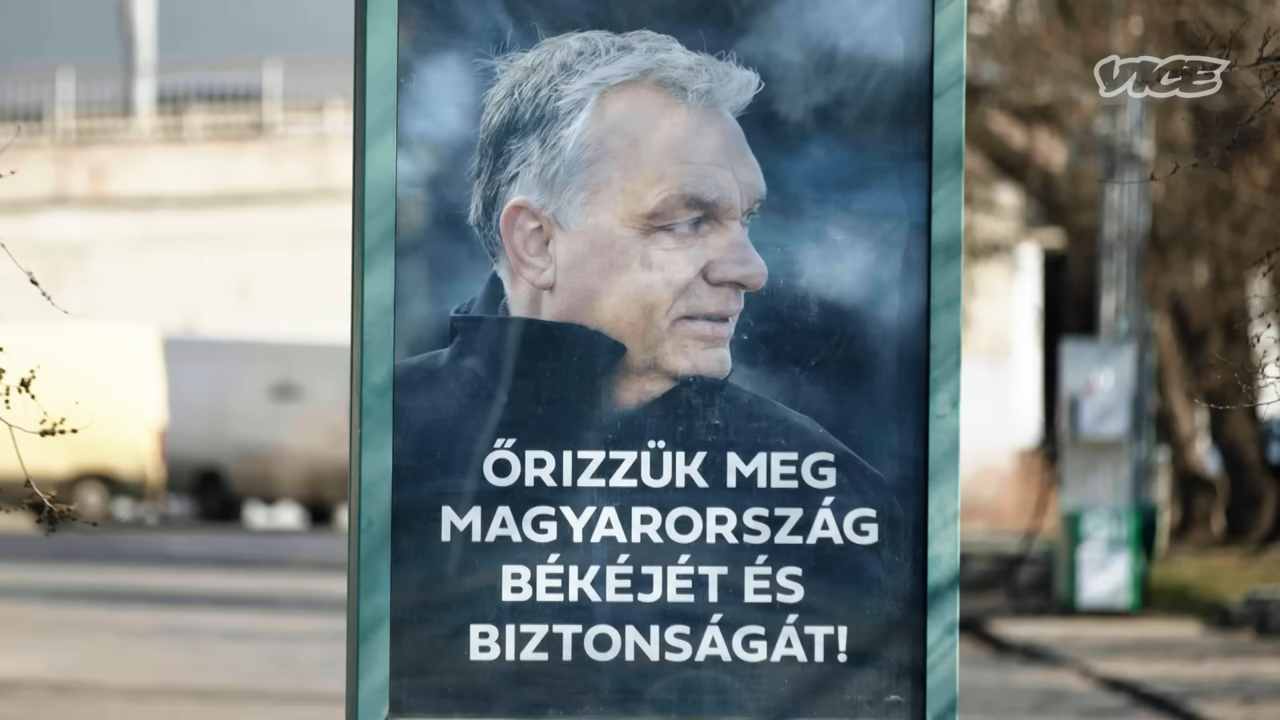 VICE
ŐRIZZÜK MEG
MAGYARORSZÁG
BÉKÉJÉT ÉS
BIZTONSÁGÁT!